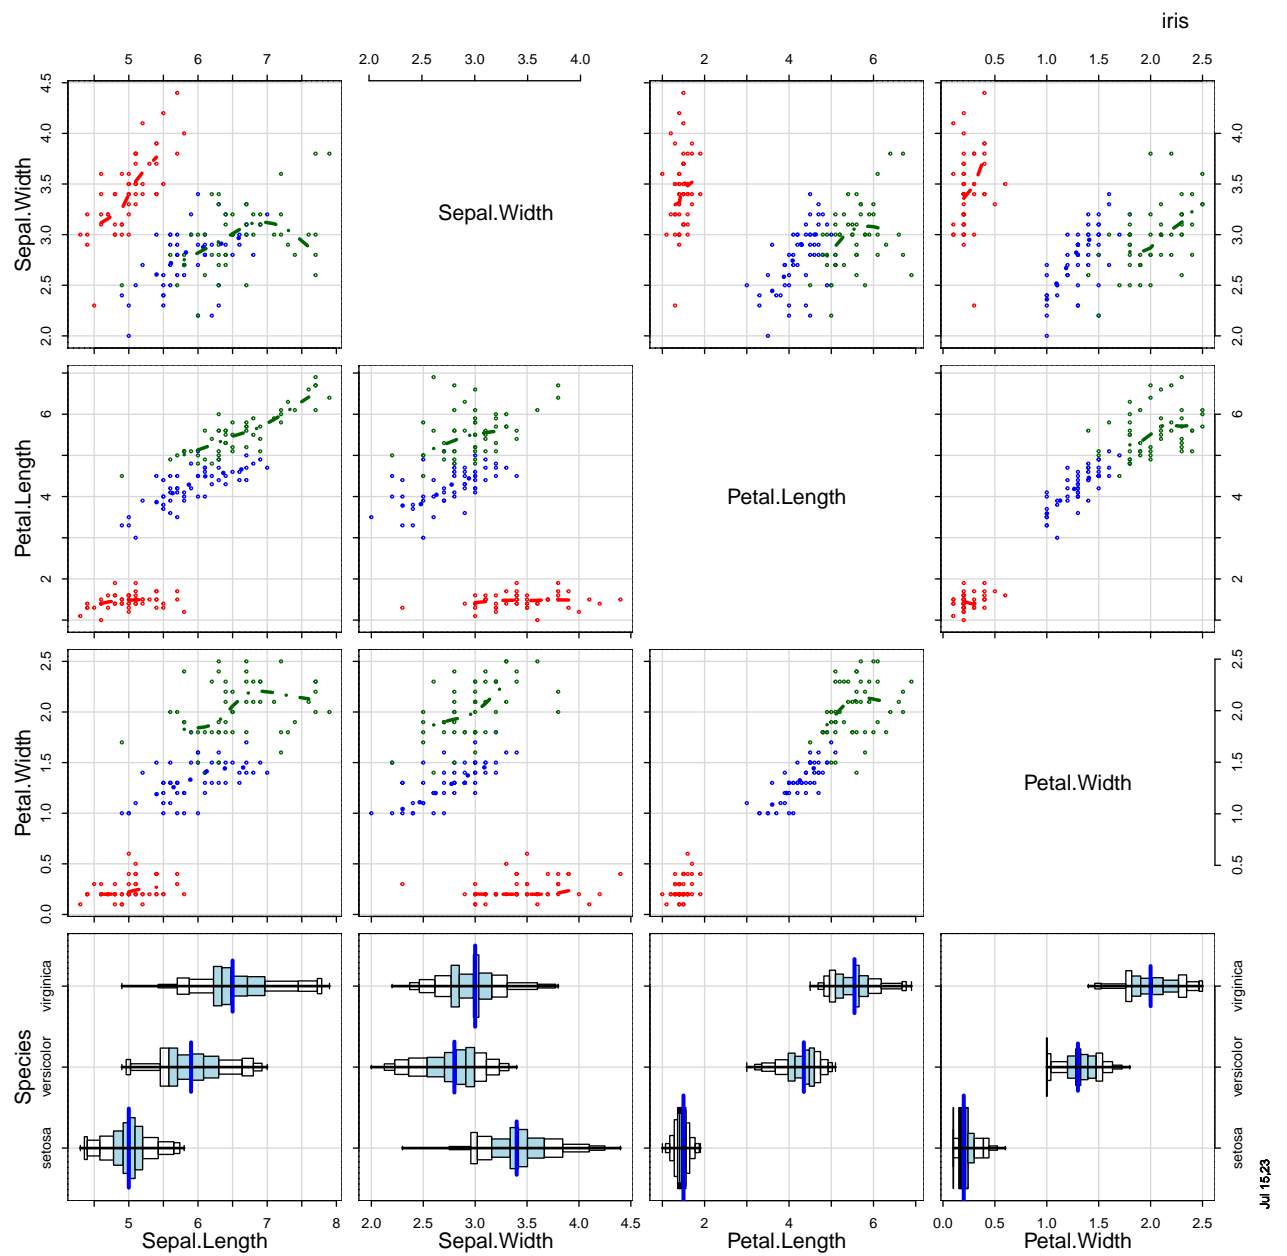 iris
5 6 7
2.0 2.5 3.0 3.5 4.0
2 4 6
0.5 1.0 1.5 2.0 2.5
Sepal.Width
2.0 2.5 3.0 3.5 4.0 4.5
Sepal.Width
2.0 2.5 3.0 3.5 4.0
Petal.Length
2 4 6
Petal.Length
2 4 6
Petal.Width
0.0 0.5 1.0 1.5 2.0 2.5
Petal.Width
0.5 1.0 1.5 2.0 2.5
Species
setosa versicolor virginica
setosa versicolor virginica
5 6 7 8
2.0 2.5 3.0 3.5 4.0 4.5
2 4 6
0.0 0.5 1.0 1.5 2.0 2.5
Sepal.Length
Sepal.Width
Petal.Length
Petal.Width
Jul 15,23